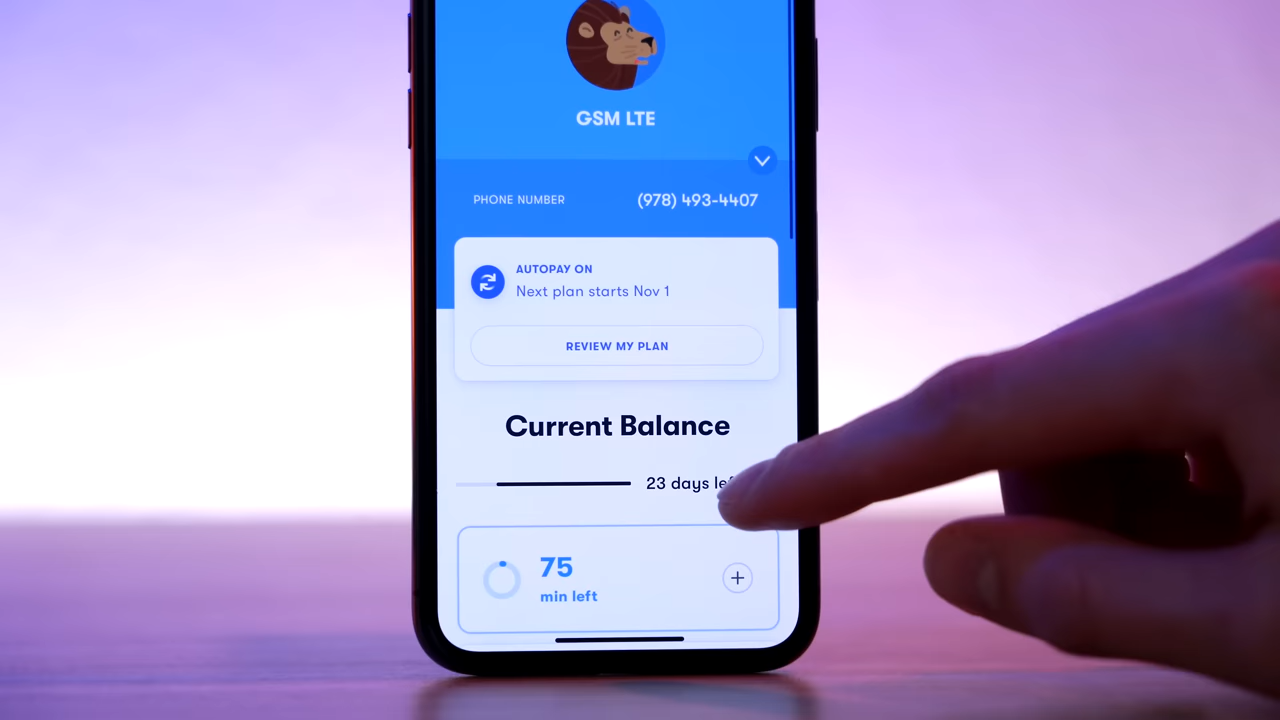 GSM LTE
PHONE NUMBER (978) 493-4407
AUTOPAY ON
Next plan starts Nov 1
REVIEW MY PLAN
Current Balance
23 days
75
min left